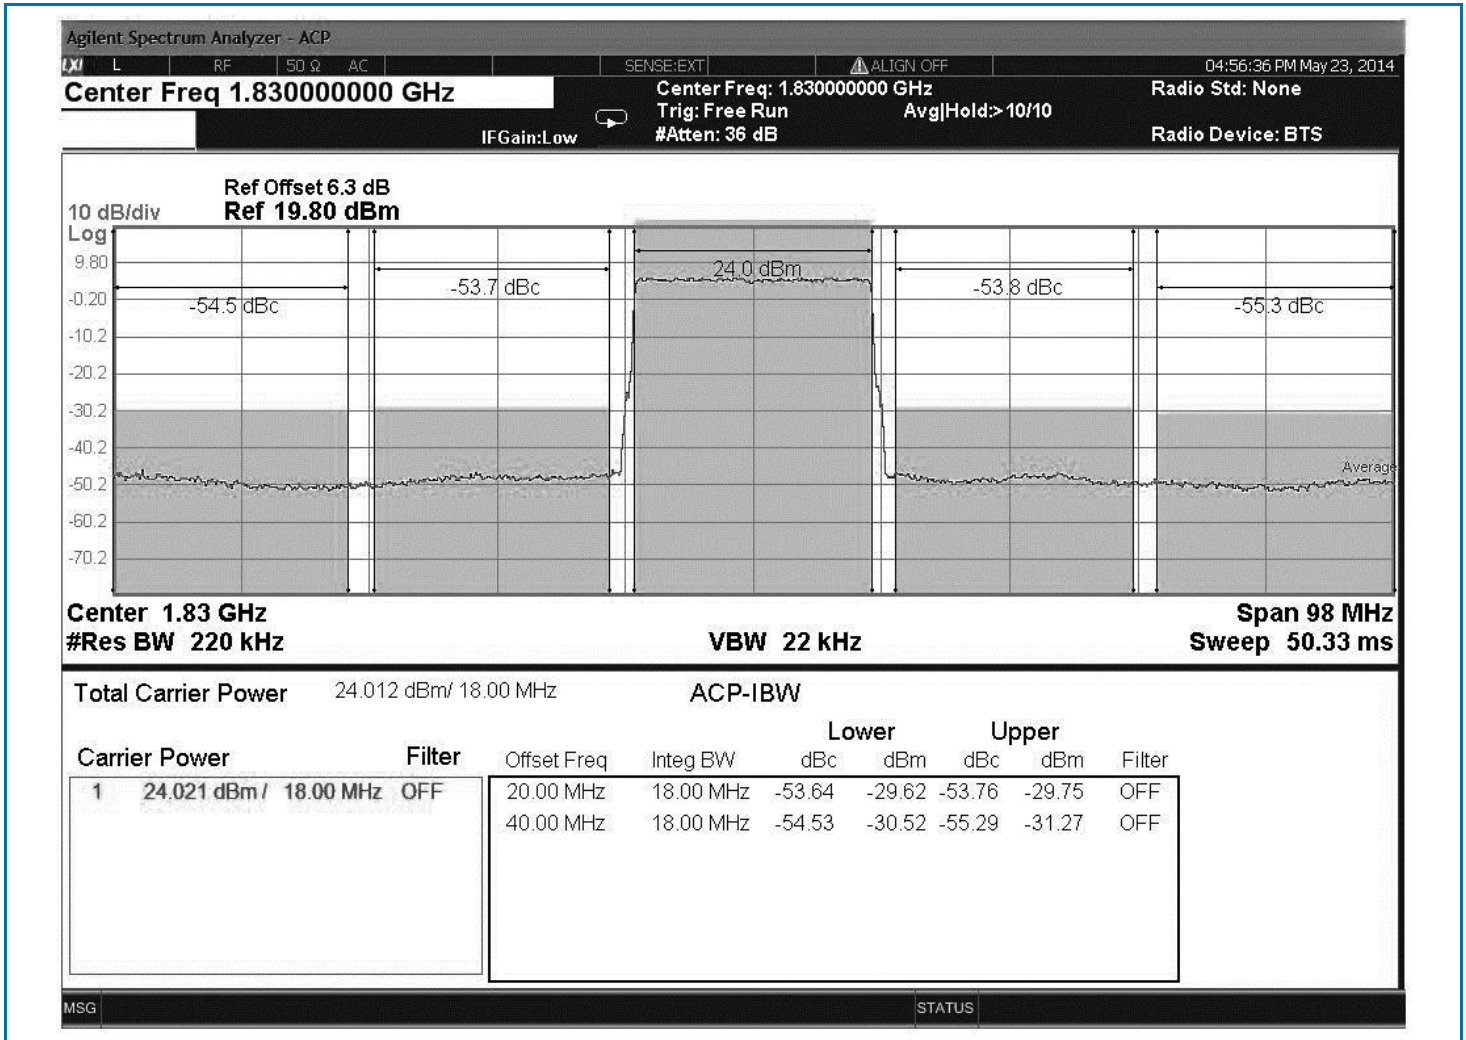 Agilent Spectrum Analyzer - ACP
LXI L RF 50 Ω AC SENSE:EXT ALIGN OFF 04:56:36 PM May 23, 2014
Center Freq 1.830000000 GHz
Center Freq: 1.830000000 GHz Radio Std: None
Trig: Free Run Avg|Hold:>10/10
IFGain:Low #Atten: 36 dB Radio Device: BTS
Ref Offset 6.3 dB
10 dB/div Ref 19.80 dBm
Log
9.80
24.0 dBm
-53.7 dBc
-53.8 dBc
-0.20
-54.5 dBc
-55.3 dBc
-10.2
-20.2
-30.2
-40.2
Average
-50.2
-60.2
-70.2
Center 1.83 GHz Span 98 MHz
#Res BW 220 kHz VBW 22 kHz Sweep 50.33 ms
Total Carrier Power 24.012 dBm/ 18.00 MHz ACP-IBW
Lower Upper
Carrier Power Filter Offset Freq Integ BW dBc dBm dBc dBm Filter
1 24.021 dBm / 18.00 MHz OFF 20.00 MHz 18.00 MHz -53.64 -29.62 -53.76 -29.75 OFF
40.00 MHz 18.00 MHz -54.53 -30.52 -55.29 -31.27 OFF
MSG STATUS